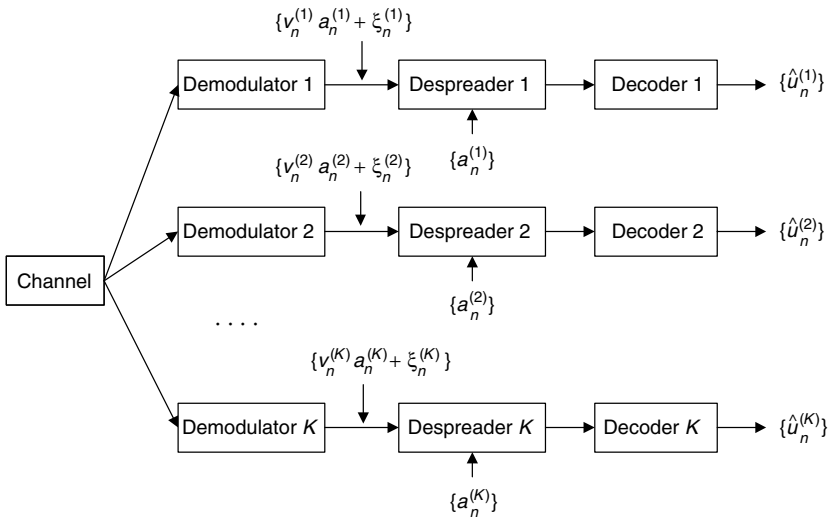 {v_n^(1) a_n^(1) + ξ_n^(1)}
Demodulator 1
Despreader 1
Decoder 1
{û_n^(1)}
{a_n^(1)}
{v_n^(2) a_n^(2) + ξ_n^(2)}
Demodulator 2
Despreader 2
Decoder 2
{û_n^(2)}
Channel
{a_n^(2)}
. . . .
{v_n^(K) a_n^(K) + ξ_n^(K)}
Demodulator K
Despreader K
Decoder K
{û_n^(K)}
{a_n^(K)}